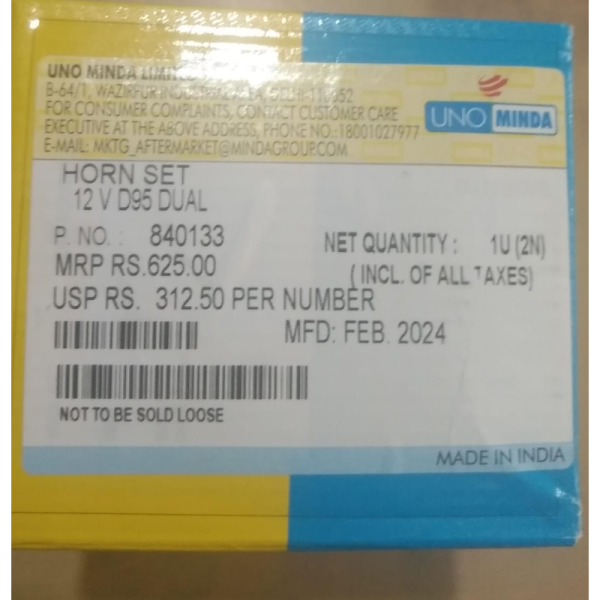 UNO MINDA
B-64/1, WAZIRPUR
FOR CONSUMER COMPLAINTS, CONTACT CUSTOMER CARE
EXECUTIVE AT THE ABOVE ADDRESS, PHONE NO.:18001027977
E-MAIL: MKTG_AFTERMARKET@MINDAGROUP.COM
UNO MINDA
HORN SET
12 V D95 DUAL
P. NO. : 840133
NET QUANTITY : 1U (2N)
MRP RS.625.00
( INCL. OF ALL TAXES)
USP RS. 312.50 PER NUMBER
MFD: FEB. 2024
NOT TO BE SOLD LOOSE
MADE IN INDIA